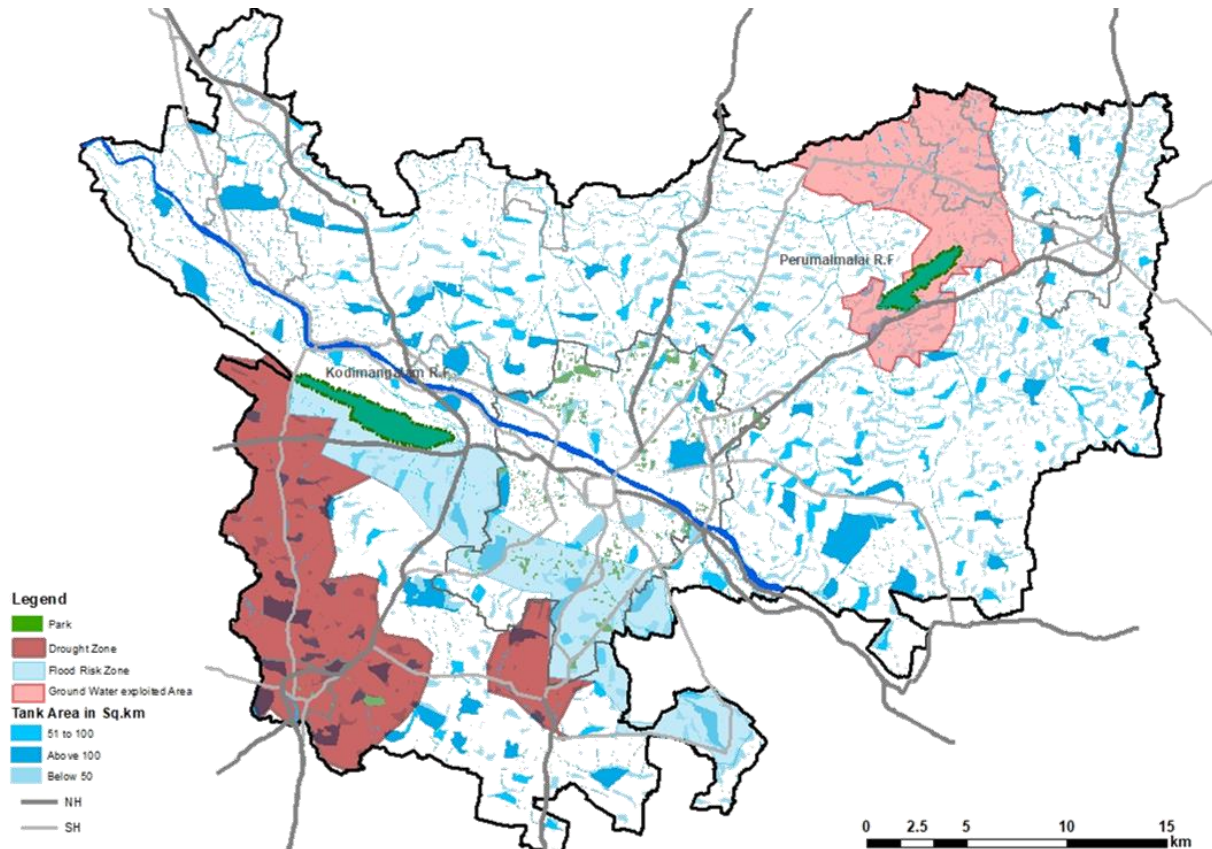 Perumalmalai R.F
Kodimangalam R.F.
Legend
Park
Drought Zone
Flood Risk Zone
Ground Water exploited Area
Tank Area in Sq.km
51 to 100
Above 100
Below 50
NH
SH
0 2.5 5 10 15
km